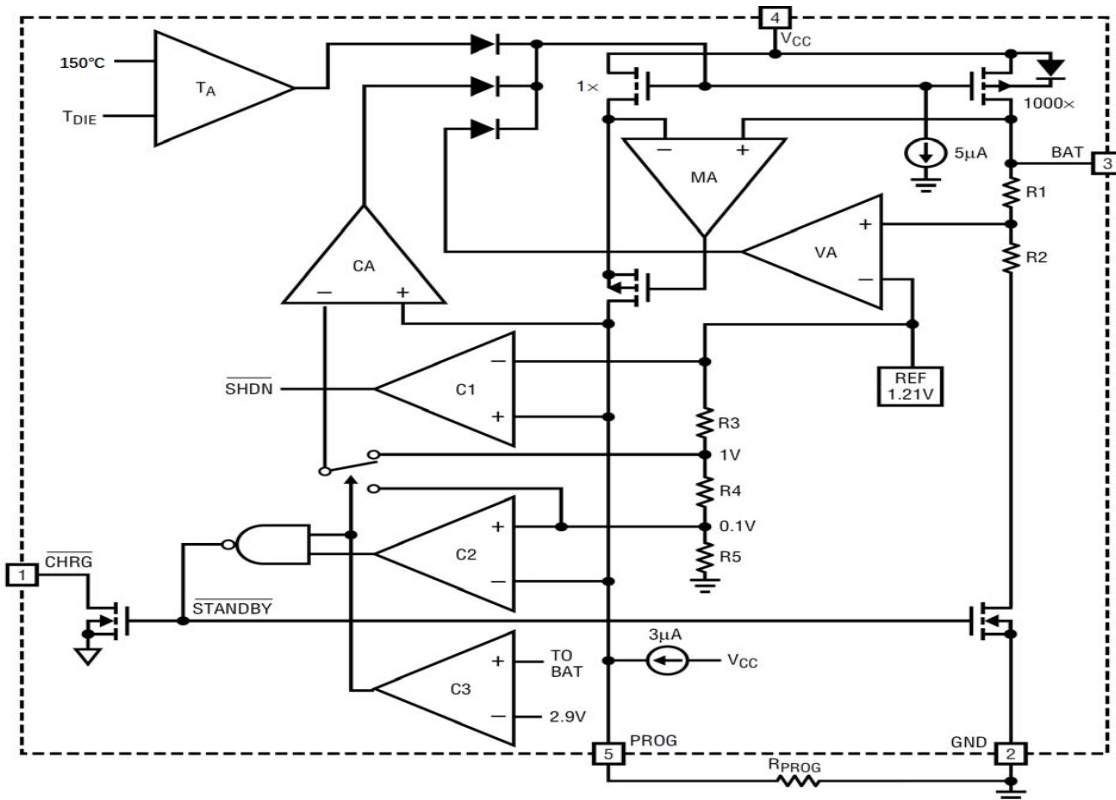 4
VCC
150°C
TA
TDIE
1×
1000×
5μA
BAT
3
− +
MA
R1
+
VA
−
R2
CA
− +
REF
1.21V
SHDN
−
C1
+
R3
1V
R4
+
C2
−
0.1V
R5
CHRG
1
STANDBY
3μA
VCC
+
C3
−
TO
BAT
2.9V
5
PROG
GND
2
RPROG